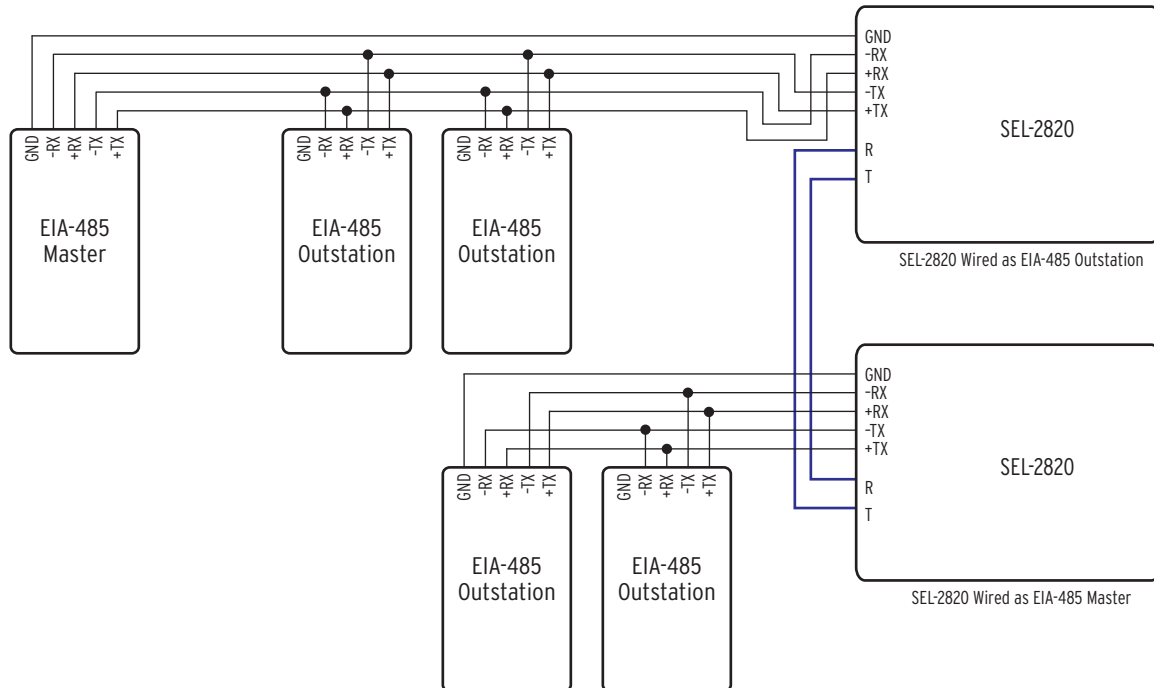 GND
-RX
+RX
-TX
+TX
R
T
SEL-2820
SEL-2820 Wired as EIA-485 Outstation
GND
-RX
+RX
-TX
+TX
EIA-485
Master
GND
-RX
+RX
-TX
+TX
EIA-485
Outstation
GND
-RX
+RX
-TX
+TX
EIA-485
Outstation
GND
-RX
+RX
-TX
+TX
R
T
SEL-2820
SEL-2820 Wired as EIA-485 Master
GND
-RX
+RX
-TX
+TX
EIA-485
Outstation
GND
-RX
+RX
-TX
+TX
EIA-485
Outstation